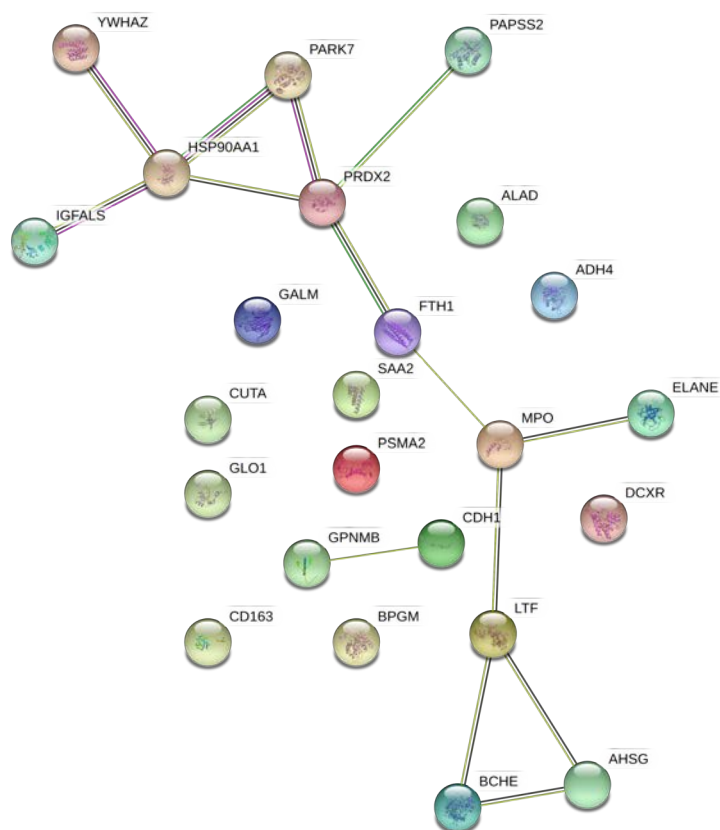 YWHAZ
PAPSS2
PARK7
HSP90AA1
PRDX2
ALAD
IGFALS
ADH4
GALM
FTH1
SAA2
CUTA
ELANE
MPO
PSMA2
GLO1
DCXR
CDH1
GPNMB
LTF
CD163
BPGM
AHSG
BCHE